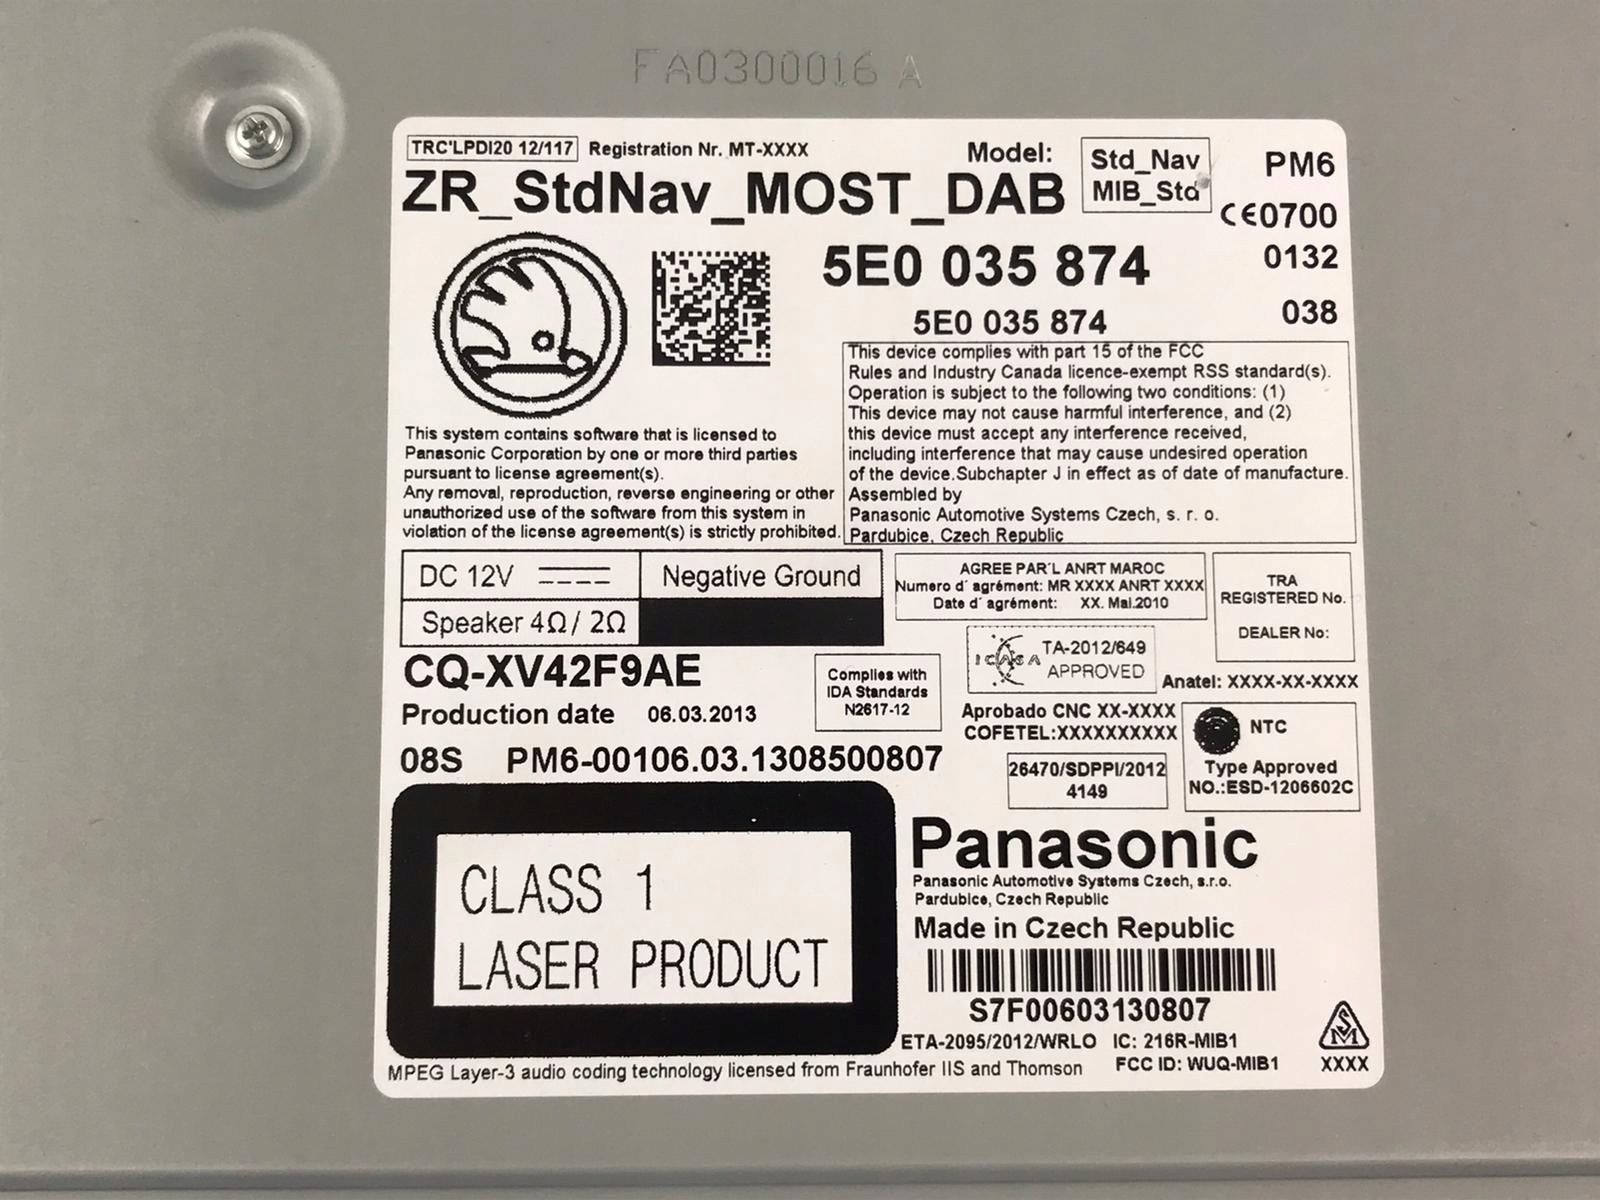 FA0300016 A
TRC'LPDI20 12/117 Registration Nr. MT-XXXX Model: Std_Nav PM6
ZR_StdNav_MOST_DAB MIB_Std
CE0700
5E0 035 874 0132
5E0 035 874 038
This device complies with part 15 of the FCC
Rules and Industry Canada licence-exempt RSS standard(s).
Operation is subject to the following two conditions: (1)
This device may not cause harmful interference, and (2)
this device must accept any interference received,
including interference that may cause undesired operation
of the device.Subchapter J in effect as of date of manufacture.
Assembled by
Panasonic Automotive Systems Czech, s. r. o.
Pardubice, Czech Republic
This system contains software that is licensed to
Panasonic Corporation by one or more third parties
pursuant to license agreement(s).
Any removal, reproduction, reverse engineering or other
unauthorized use of the software from this system in
violation of the license agreement(s) is strictly prohibited.
DC 12V Negative Ground
Speaker 4Ω/ 2Ω
AGREE PAR'L ANRT MAROC
Numero d´ agrément: MR XXXX ANRT XXXX
Date d´ agrément: XX. Mai.2010
TRA
REGISTERED No.
DEALER No:
ICASA TA-2012/649
APPROVED
Anatel: XXXX-XX-XXXX
CQ-XV42F9AE
Production date 06.03.2013
Complies with
IDA Standards
N2617-12
Aprobado CNC XX-XXXX
COFETEL:XXXXXXXXXX
NTC
Type Approved
NO.:ESD-1206602C
08S PM6-00106.03.1308500807
26470/SDPPI/2012
4149
CLASS 1
LASER PRODUCT
Panasonic
Panasonic Automotive Systems Czech, s.r.o.
Pardubice, Czech Republic
Made in Czech Republic
S7F00603130807
ETA-2095/2012/WRLO IC: 216R-MIB1
FCC ID: WUQ-MIB1
SM
XXXX
MPEG Layer-3 audio coding technology licensed from Fraunhofer IIS and Thomson